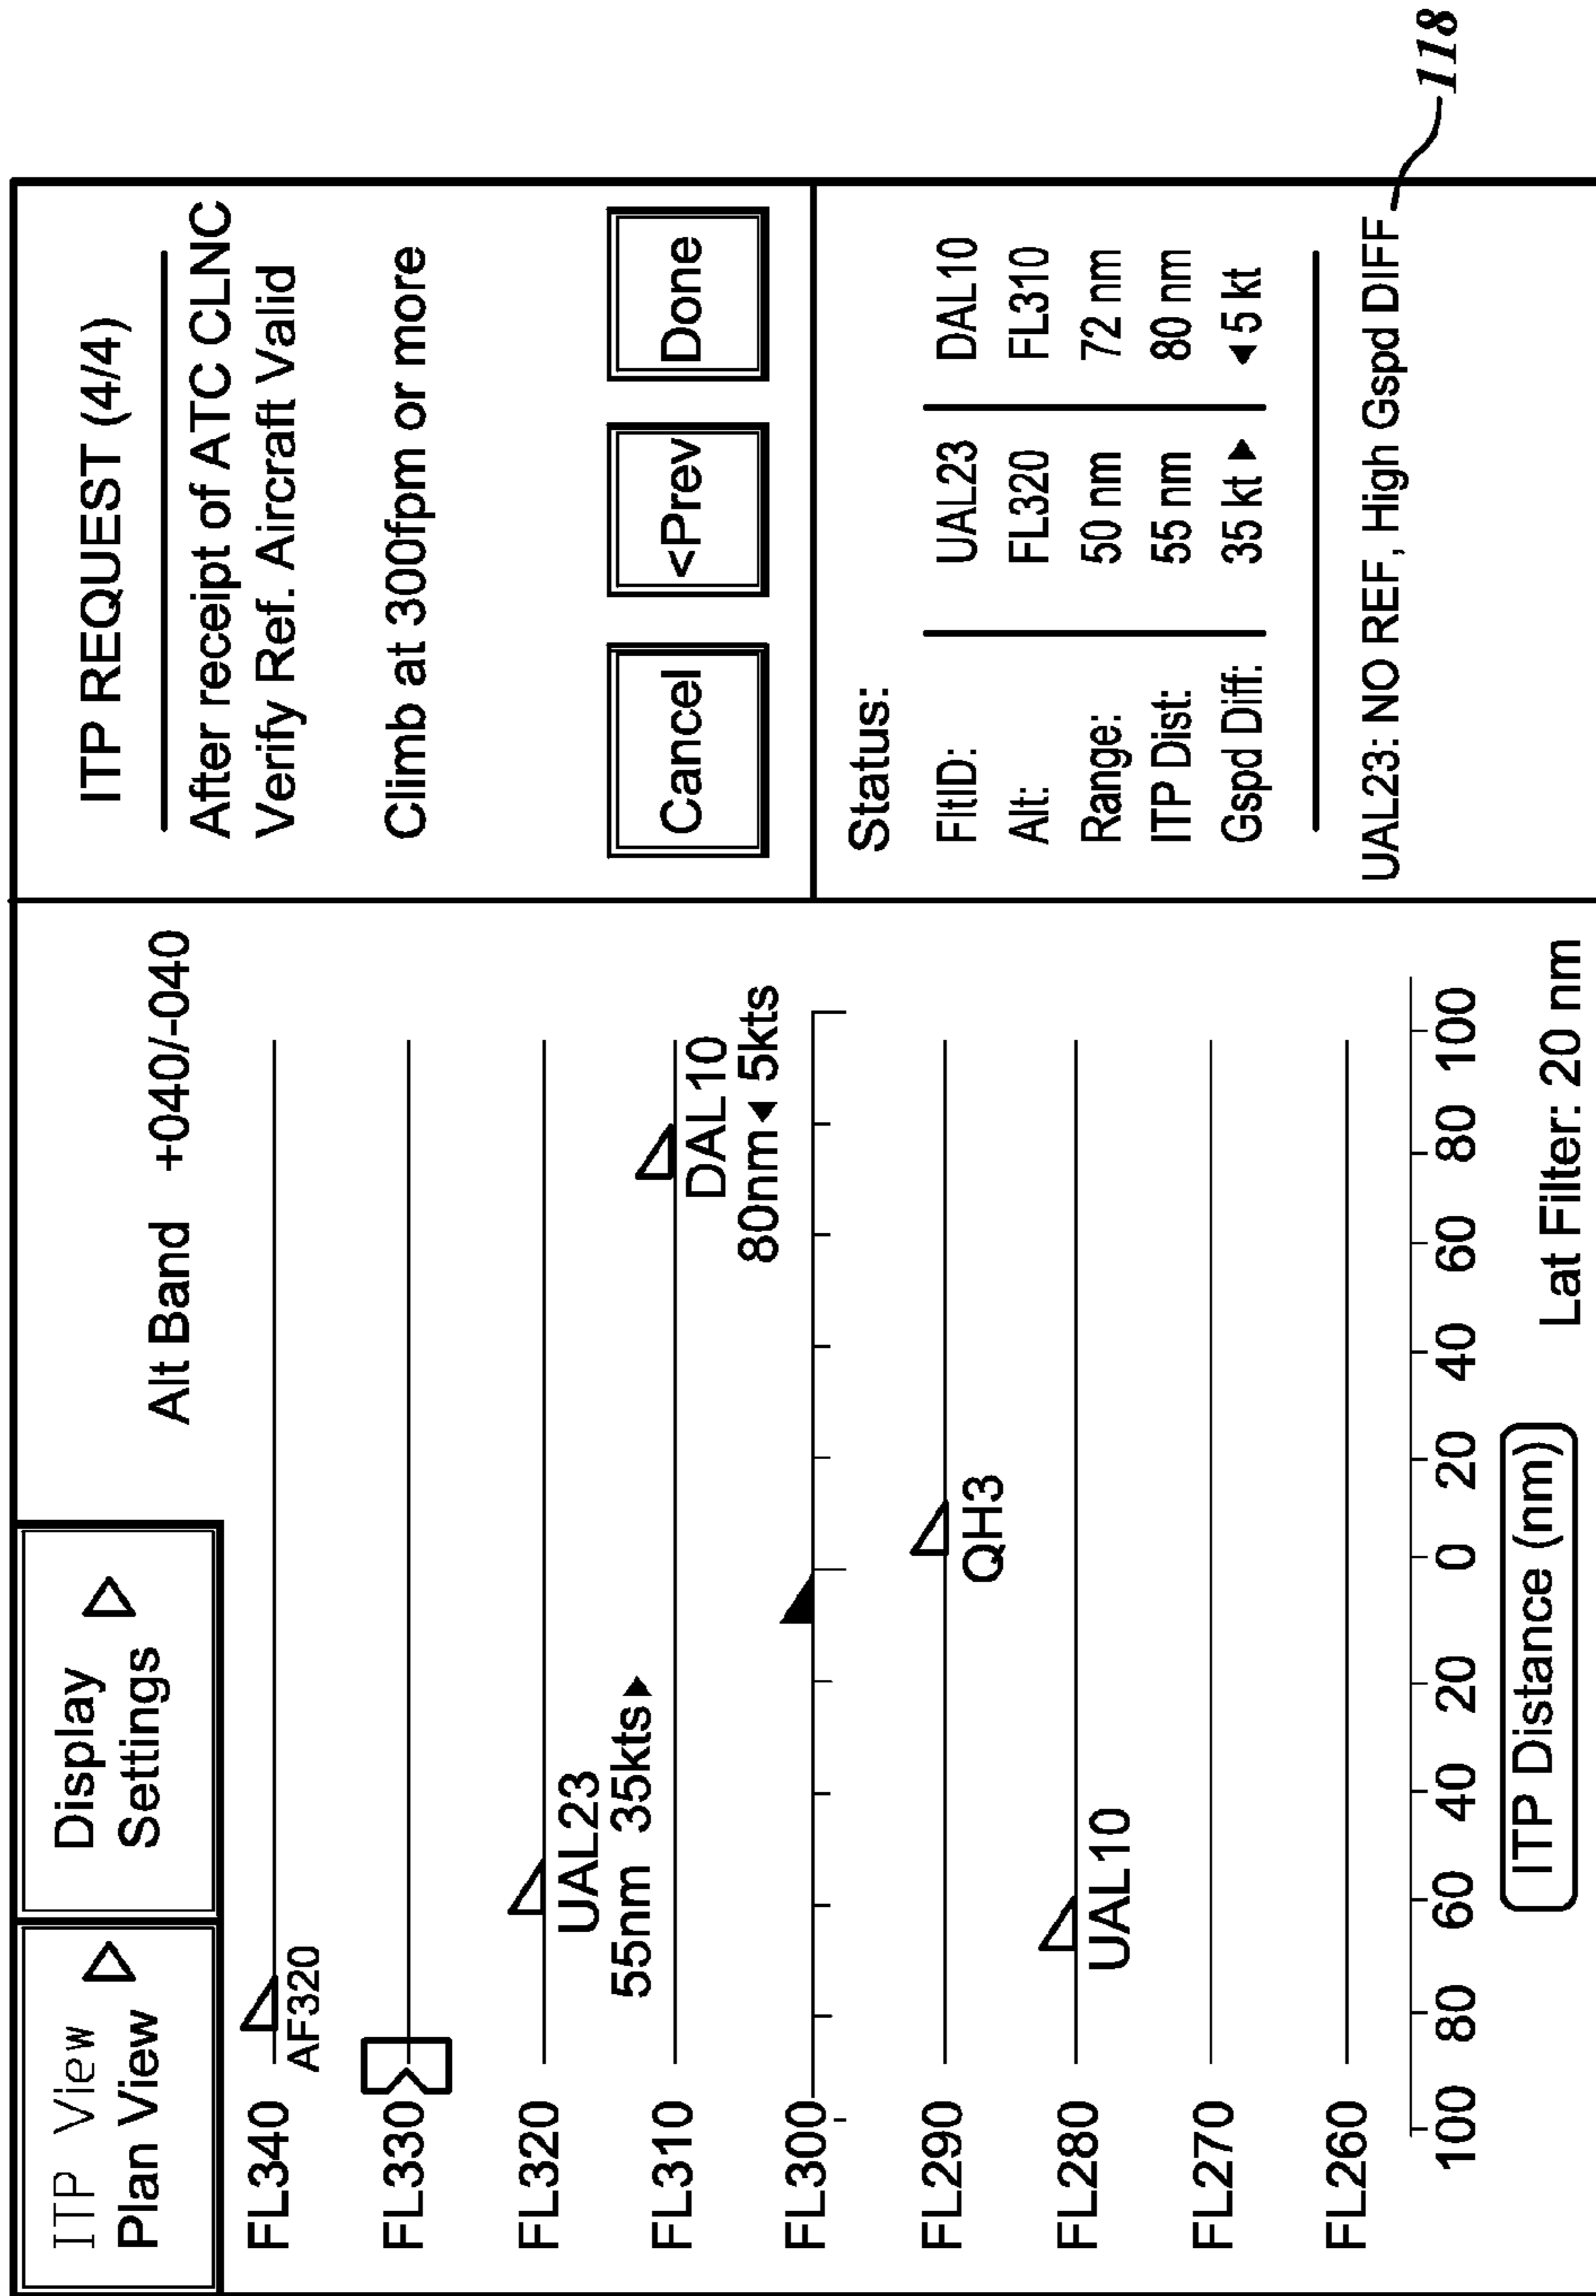 ITP View
Plan View
Display
Settings
Alt Band +040/-040
FL340
AF320
FL330
FL320
UAL23
55nm 35kts
FL310
DAL10
80nm 5kts
FL300
FL290
QH3
FL280
UAL10
FL270
FL260
100 80 60 40 20 0 20 40 60 80 100
ITP Distance (nm)
Lat Filter: 20 nm
ITP REQUEST (4/4)
After receipt of ATC CLNC
Verify Ref. Aircraft Valid
Climb at 300fpm or more
Cancel
<Prev
Done
Status:
FltID: UAL23 DAL10
Alt: FL320 FL310
Range: 50 nm 72 nm
ITP Dist: 55 nm 80 nm
Gspd Diff: 35 kt 5 kt
UAL23: NO REF, High Gspd DIFF
118